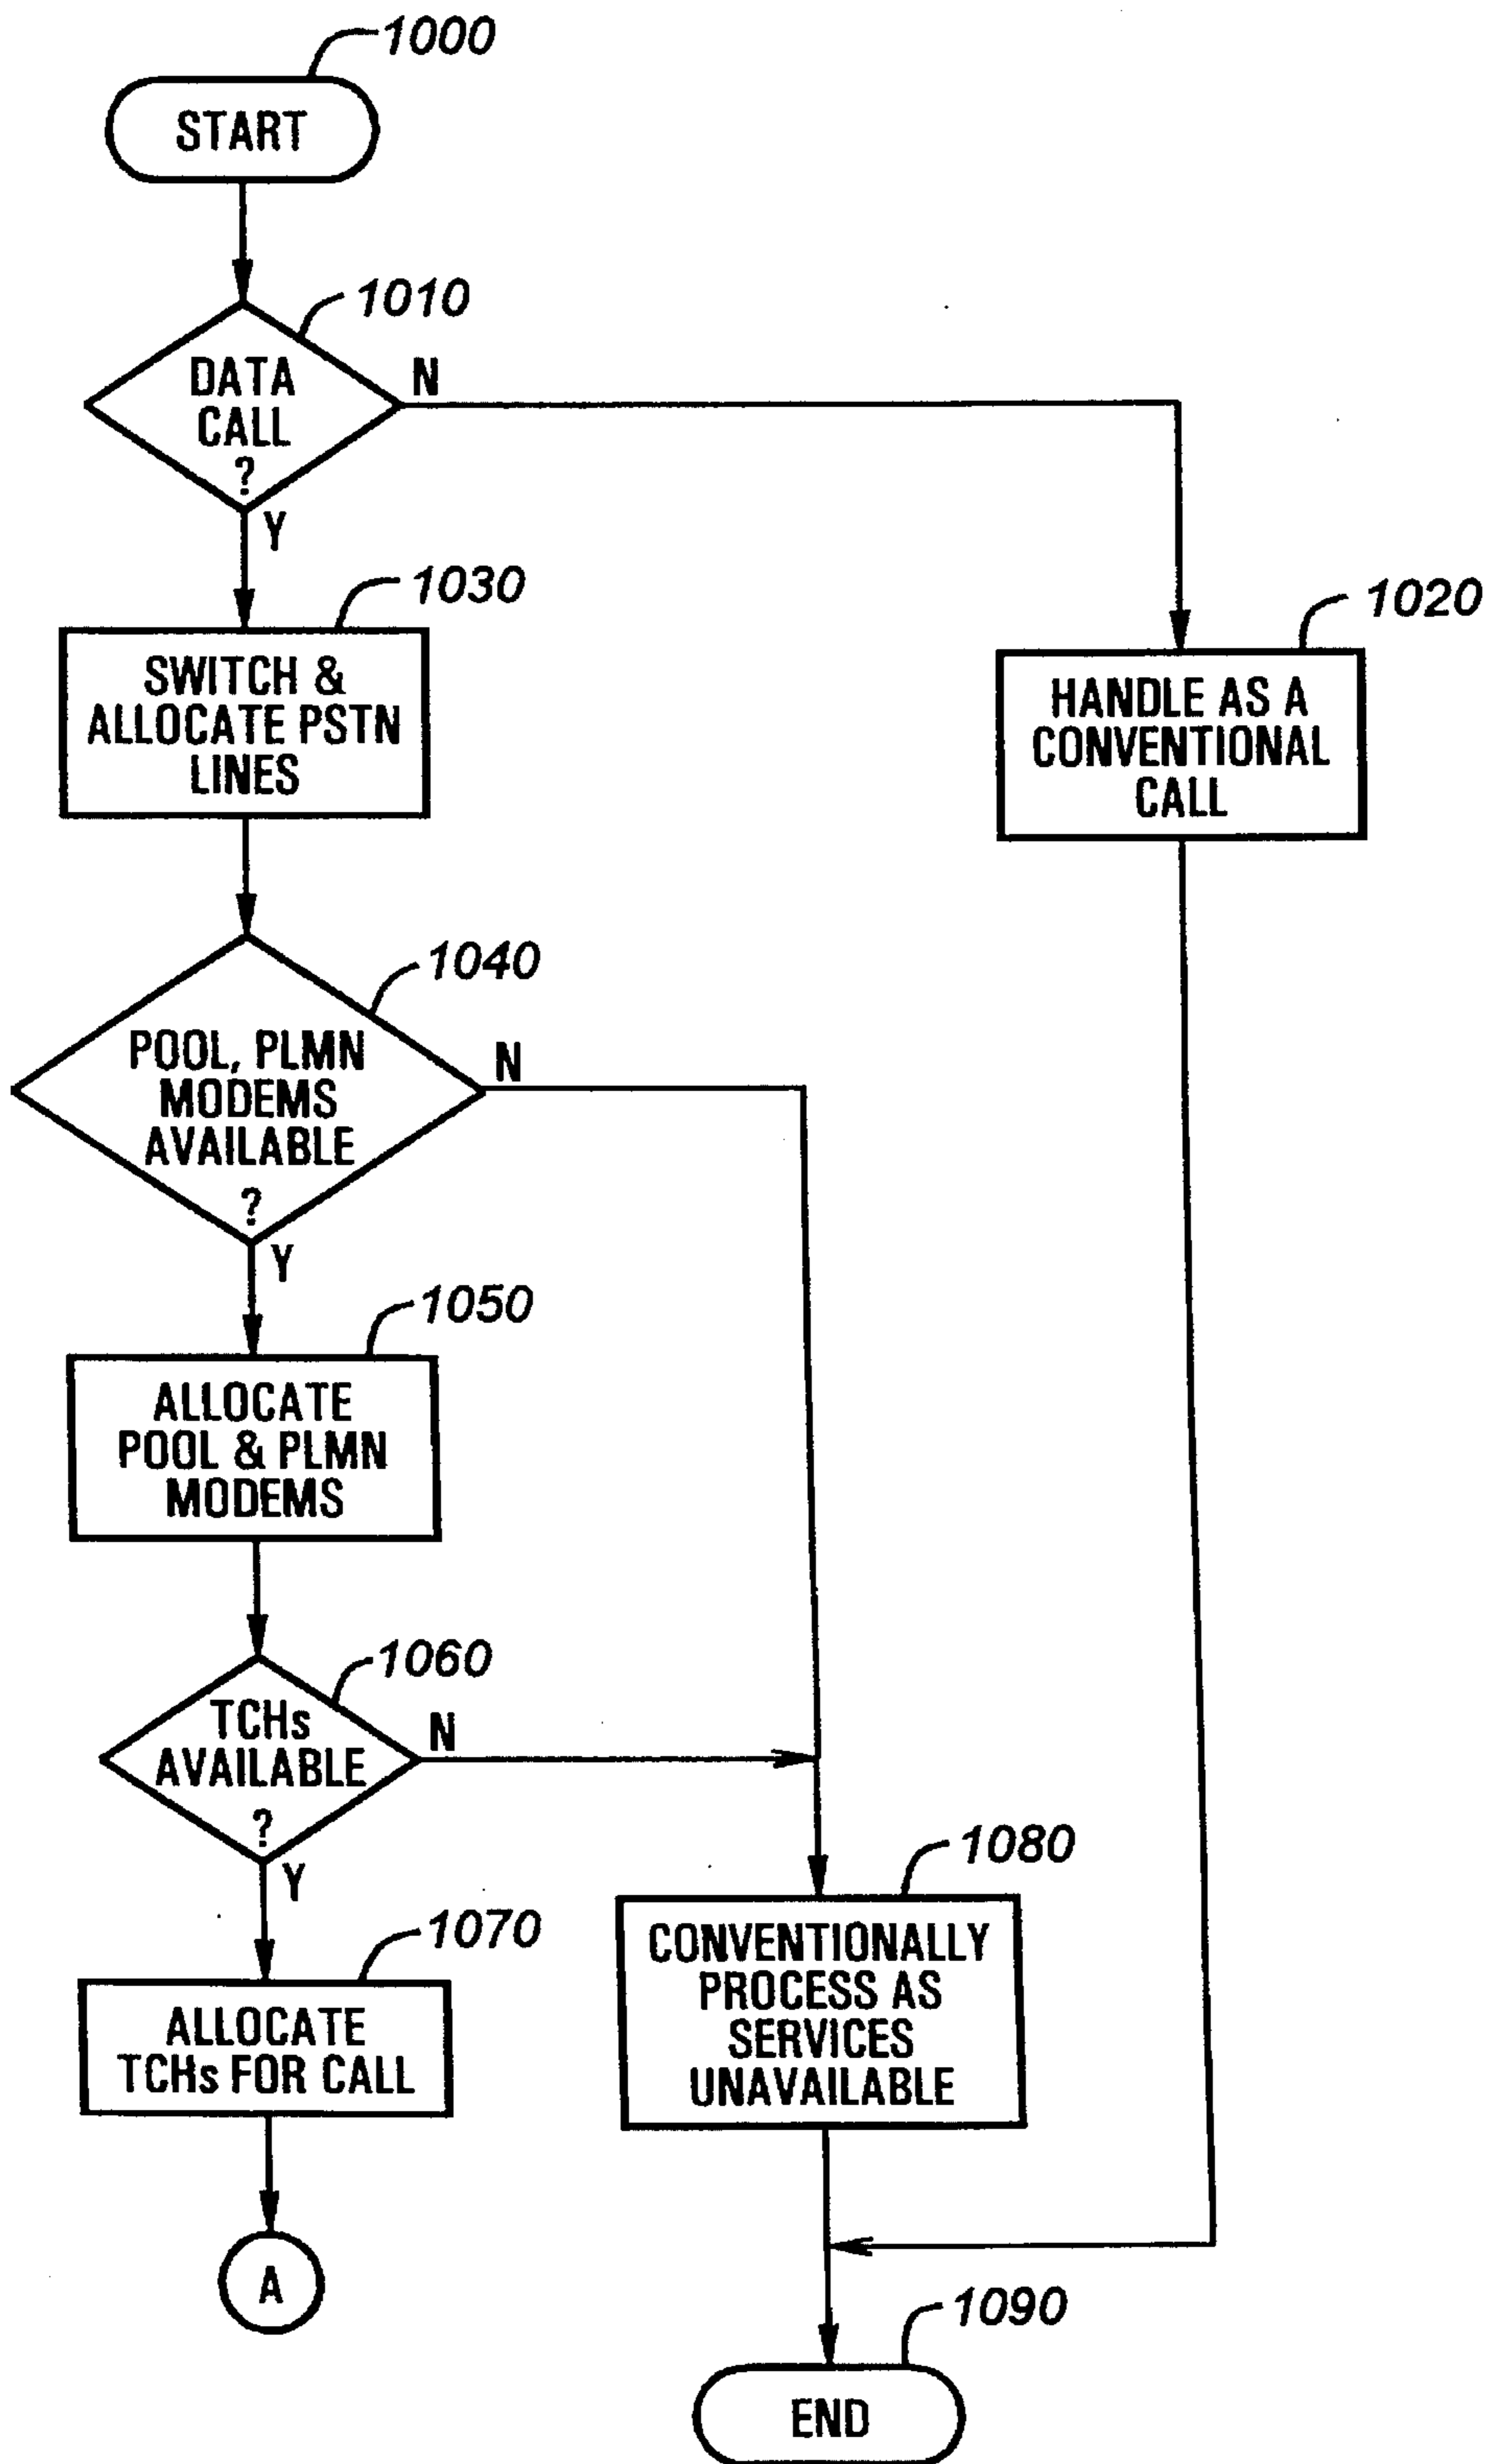 1000
START
1010
DATA
CALL
?
N
Y
1030
SWITCH &
ALLOCATE PSTN
LINES
1020
HANDLE AS A
CONVENTIONAL
CALL
1040
POOL, PLMN
MODEMS
AVAILABLE
?
N
Y
1050
ALLOCATE
POOL & PLMN
MODEMS
1060
TCHs
AVAILABLE
?
N
Y
1070
ALLOCATE
TCHs FOR CALL
1080
CONVENTIONALLY
PROCESS AS
SERVICES
UNAVAILABLE
A
1090
END